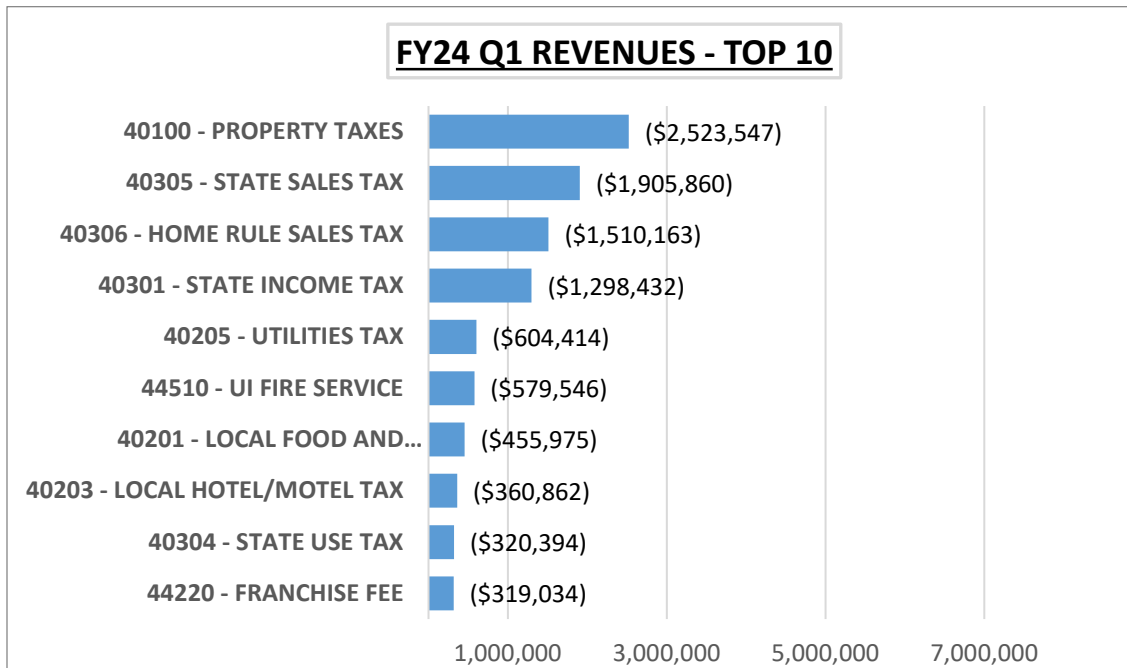 FY24 Q1 REVENUES - TOP 10
40100 - PROPERTY TAXES ($2,523,547)
40305 - STATE SALES TAX ($1,905,860)
40306 - HOME RULE SALES TAX ($1,510,163)
40301 - STATE INCOME TAX ($1,298,432)
40205 - UTILITIES TAX ($604,414)
44510 - UI FIRE SERVICE ($579,546)
40201 - LOCAL FOOD AND... ($455,975)
40203 - LOCAL HOTEL/MOTEL TAX ($360,862)
40304 - STATE USE TAX ($320,394)
44220 - FRANCHISE FEE ($319,034)
1,000,000 3,000,000 5,000,000 7,000,000